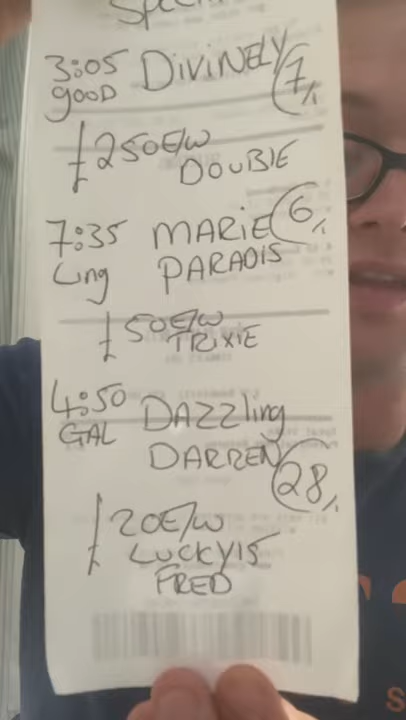 3:05 DIVINELY 7/1
GOOD
£250E/W
DOUBLE
7:35 MARIE 6/1
Ling PARADIS
£50E/W
TRIXIE
4:50 DAZZling
GAL DARREN 28/1
£20E/W
LUCKY15
FRED
S